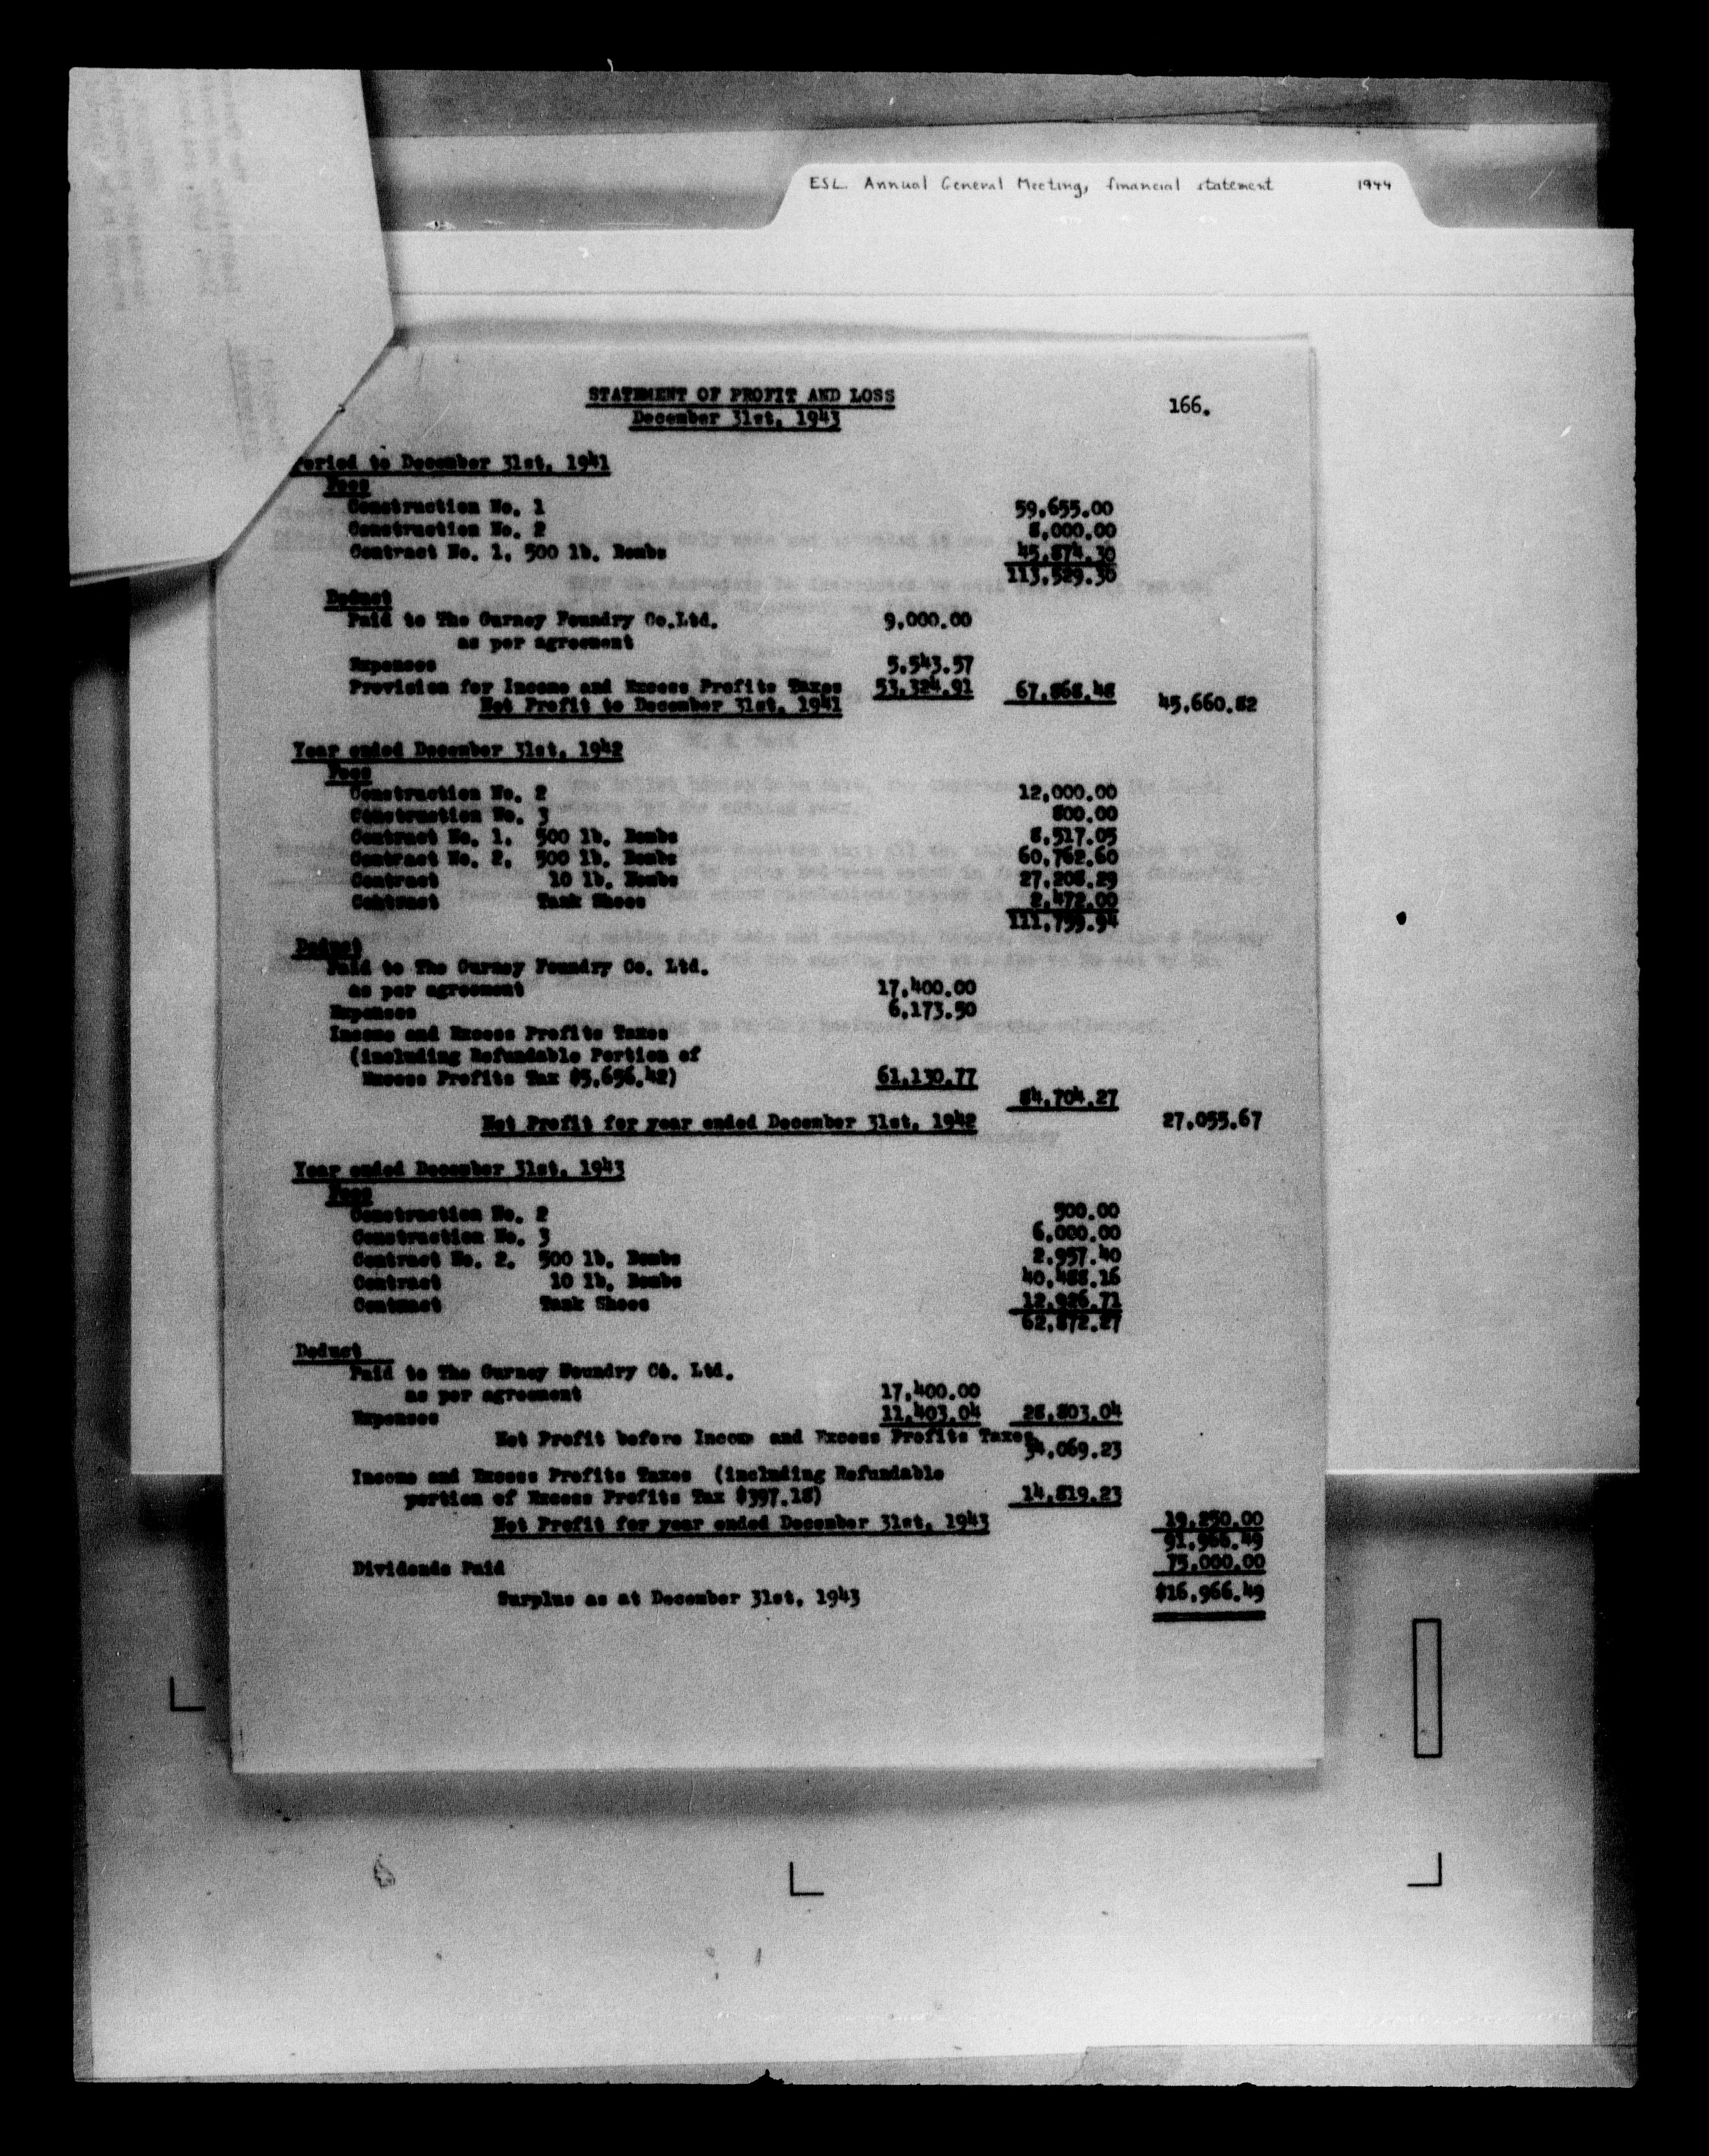 ESL. Annual General Meeting, financial statement 1944
STATEMENT OF PROFIT AND LOSS 166.
December 31st, 1943
Period to December 31st, 1941
Fees
Construction No. 1 59,655.00
Construction No. 2 8,000.00
Contract No. 1, 500 lb. Bombs 45,874.30
113,529.30
Deduct
Paid to The Gurney Foundry Co.Ltd. 9,000.00
as per agreement
Expenses 5,543.57
Provision for Income and Excess Profits Taxes 53,324.91 67,868.48
Net Profit to December 31st, 1941 45,660.82
Year ended December 31st, 1942
Fees
Construction No. 2 12,000.00
Construction No. 3 800.00
Contract No. 1. 500 lb. Bombs 8,517.05
Contract No. 2. 500 lb. Bombs 60,762.60
Contract 10 lb. Bombs 27,208.29
Contract Tank Shoes 2,472.00
111,759.94
Deduct
Paid to The Gurney Foundry Co. Ltd.
as per agreement 17,400.00
Expenses 6,173.50
Income and Excess Profits Taxes
(including Refundable Portion of
Excess Profits Tax $5,656.42) 61,130.77
84,704.27
Net Profit for year ended December 31st, 1942 27,055.67
Year ended December 31st, 1943
Fees
Construction No. 2 500.00
Construction No. 3 6,000.00
Contract No. 2. 500 lb. Bombs 2,957.40
Contract 10 lb. Bombs 40,488.16
Contract Tank Shoes 12,926.71
62,872.27
Deduct
Paid to The Gurney Foundry Co. Ltd.
as per agreement 17,400.00
Expenses 11,403.04 28,803.04
Net Profit before Income and Excess Profits Taxes 34,069.23
Income and Excess Profits Taxes (including Refundable
portion of Excess Profits Tax $397.18) 14,819.23
Net Profit for year ended December 31st, 1943 19,250.00
91,966.49
Dividends Paid 75,000.00
Surplus as at December 31st, 1943 $16,966.49